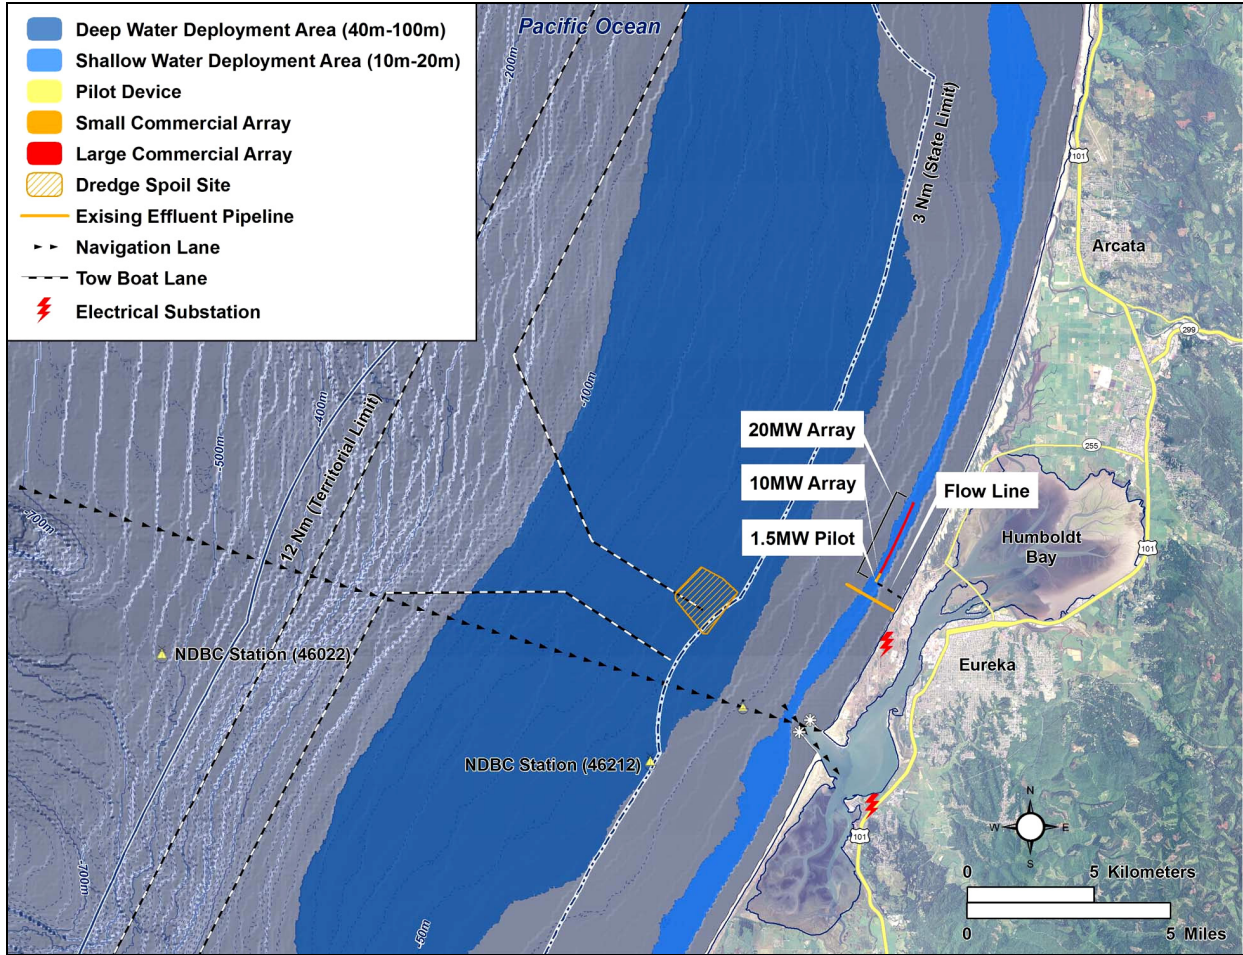 Pacific Ocean
Deep Water Deployment Area (40m-100m)
Shallow Water Deployment Area (10m-20m)
Pilot Device
Small Commercial Array
Large Commercial Array
Dredge Spoil Site
Exising Effluent Pipeline
Navigation Lane
Tow Boat Lane
Electrical Substation
-200m
3 Nm (State Limit)
101
Arcata
299
-400m
-100m
12 Nm (Territorial Limit)
-500m
20MW Array
255
10MW Array
Flow Line
-700m
1.5MW Pilot
Humboldt
Bay
101
NDBC Station (46022)
Eureka
NDBC Station (46212)
101
N
W
E
S
-700m
-50m
0
5 Kilometers
0
5 Miles